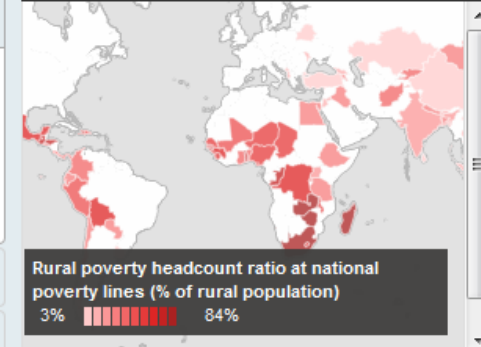 Rural poverty headcount ratio at national
poverty lines (% of rural population)
3% 84%